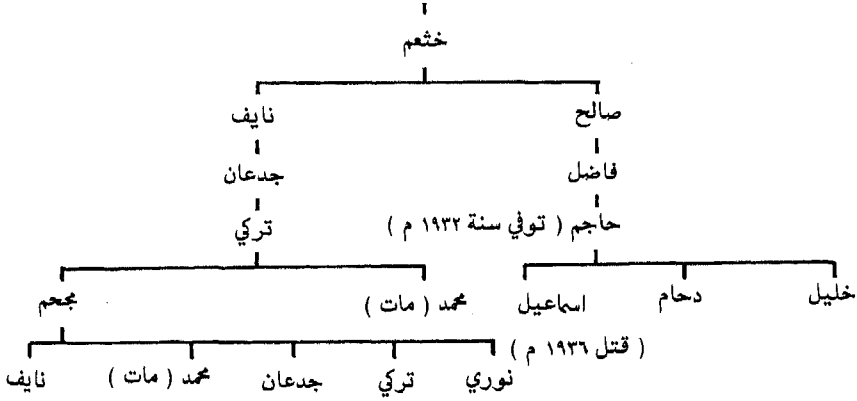 خثعم
صالح نايف
فاضل جدعان
حاجم ( توفي سنة ١٩٣٢ م ) تركي
خليل دحام اسماعيل محمد ( مات ) مجحم
( قتل ١٩٣٦ م )
نوري تركي جدعان محمد ( مات ) نايف